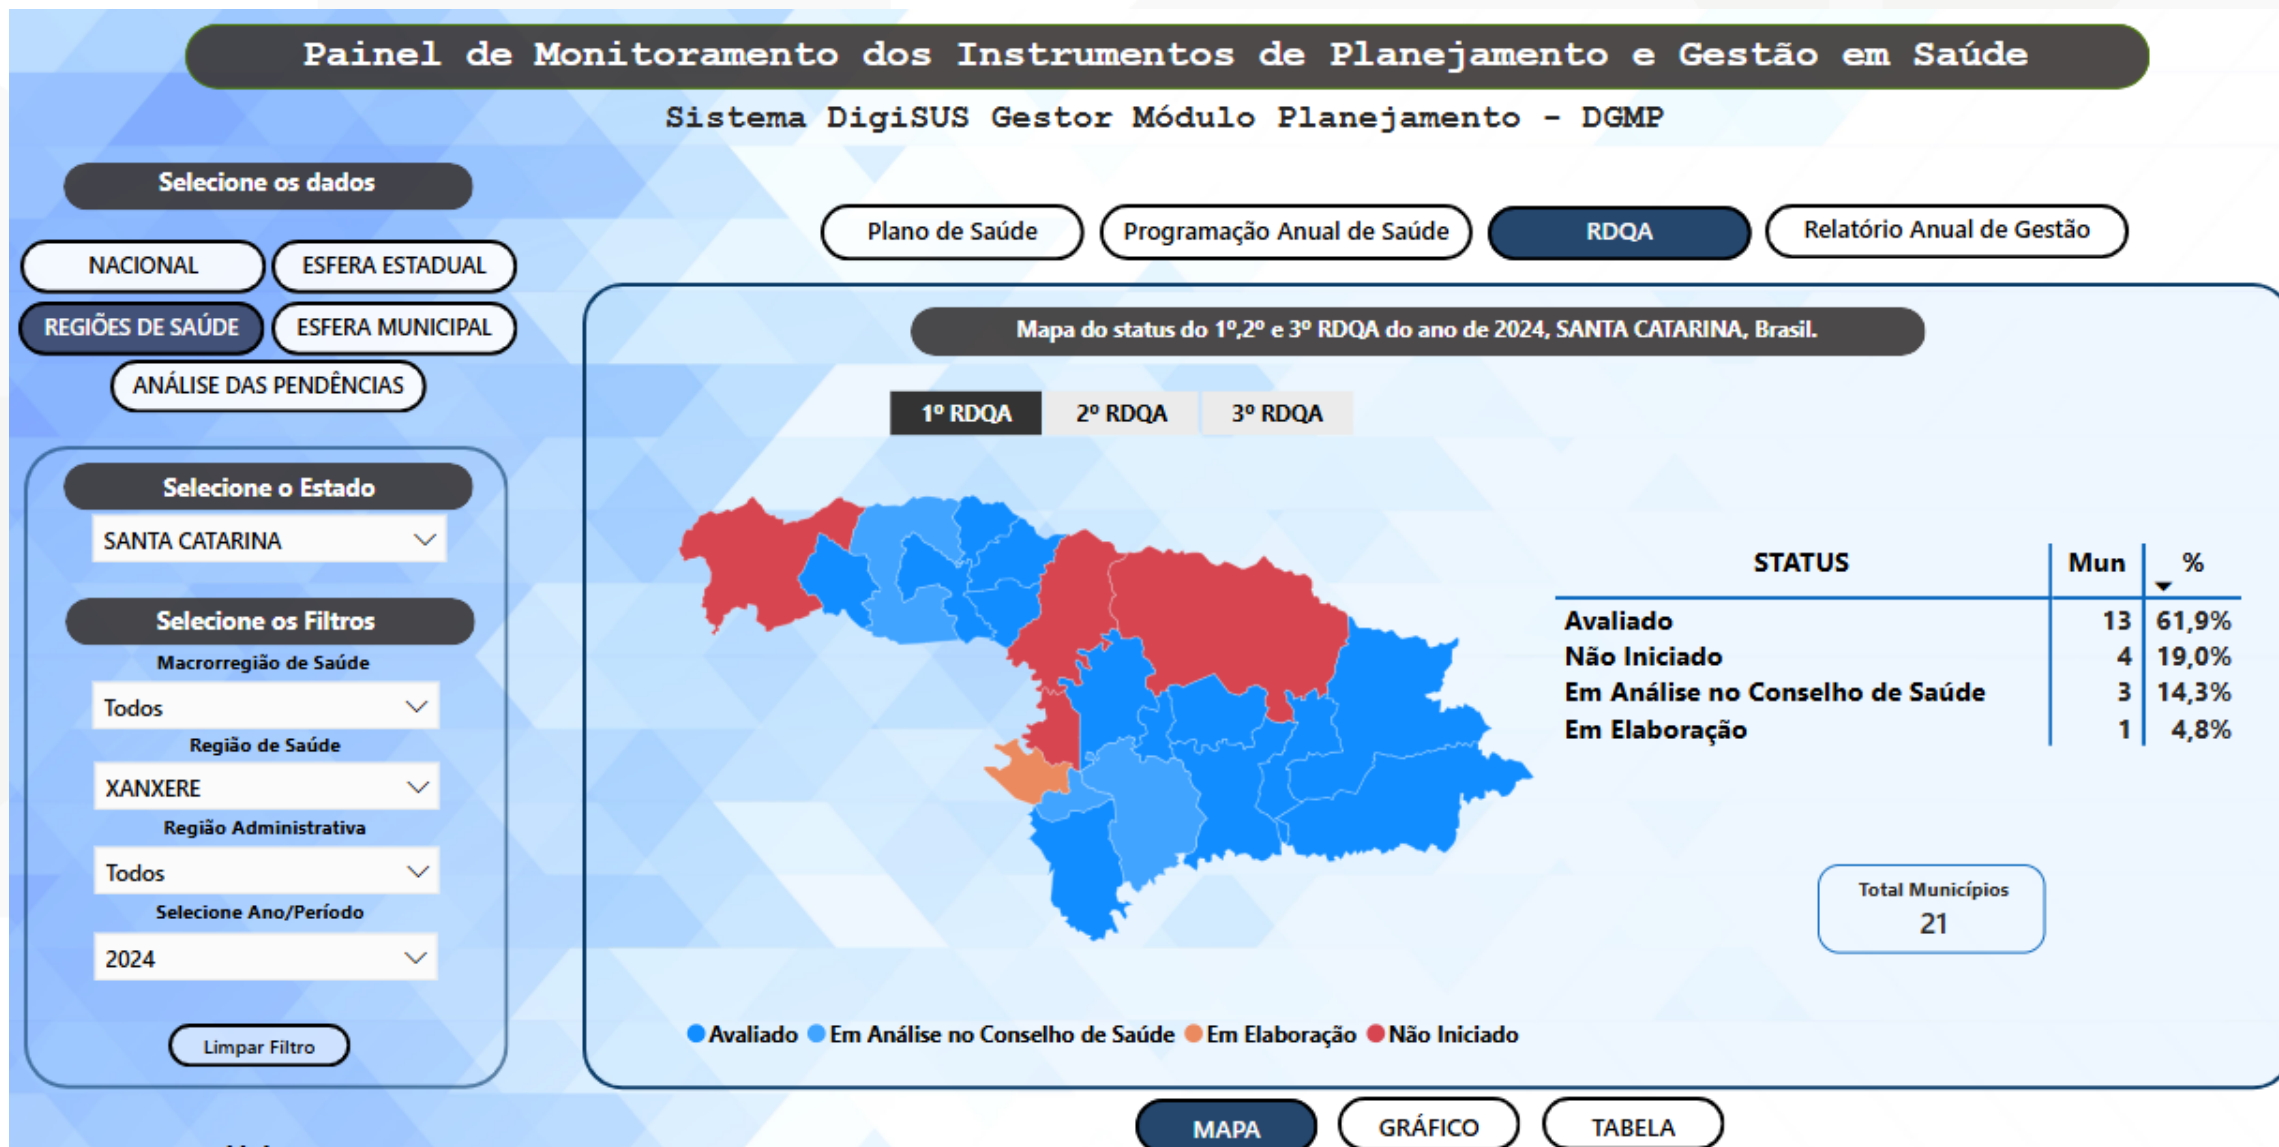 Painel de Monitoramento dos Instrumentos de Planejamento e Gestão em Saúde
Sistema DigiSUS Gestor Módulo Planejamento - DGMP
Selecione os dados
NACIONAL
ESFERA ESTADUAL
REGIÕES DE SAÚDE
ESFERA MUNICIPAL
ANÁLISE DAS PENDÊNCIAS
Selecione o Estado
SANTA CATARINA
Selecione os Filtros
Macrorregião de Saúde
Todos
Região de Saúde
XANXERE
Região Administrativa
Todos
Selecione Ano/Período
2024
Limpar Filtro
Plano de Saúde
Programação Anual de Saúde
RDQA
Relatório Anual de Gestão
Mapa do status do 1º,2º e 3º RDQA do ano de 2024, SANTA CATARINA, Brasil.
1º RDQA 2º RDQA 3º RDQA
STATUS Mun %
Avaliado 13 61,9%
Não Iniciado 4 19,0%
Em Análise no Conselho de Saúde 3 14,3%
Em Elaboração 1 4,8%
Total Municípios
21
Avaliado Em Análise no Conselho de Saúde Em Elaboração Não Iniciado
MAPA
GRÁFICO
TABELA